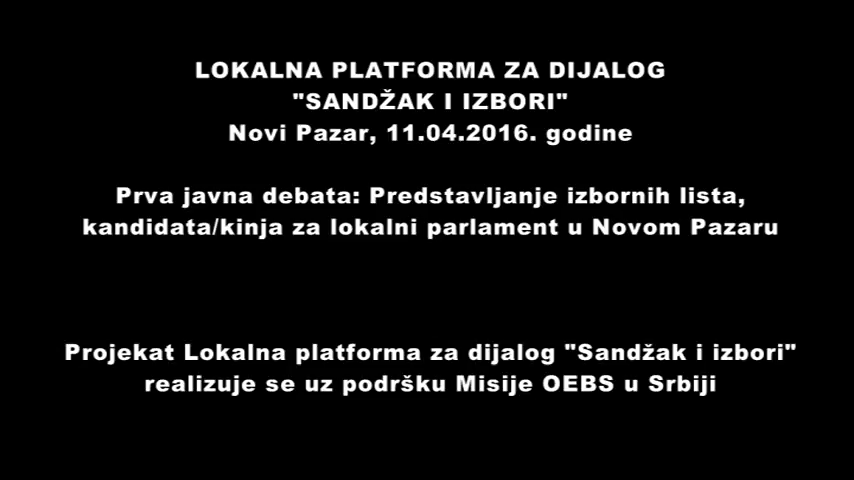 LOKALNA PLATFORMA ZA DIJALOG
"SANDŽAK I IZBORI"
Novi Pazar, 11.04.2016. godine
Prva javna debata: Predstavljanje izbornih lista,
kandidata/kinja za lokalni parlament u Novom Pazaru
Projekat Lokalna platforma za dijalog "Sandžak i izbori"
realizuje se uz podršku Misije OEBS u Srbiji